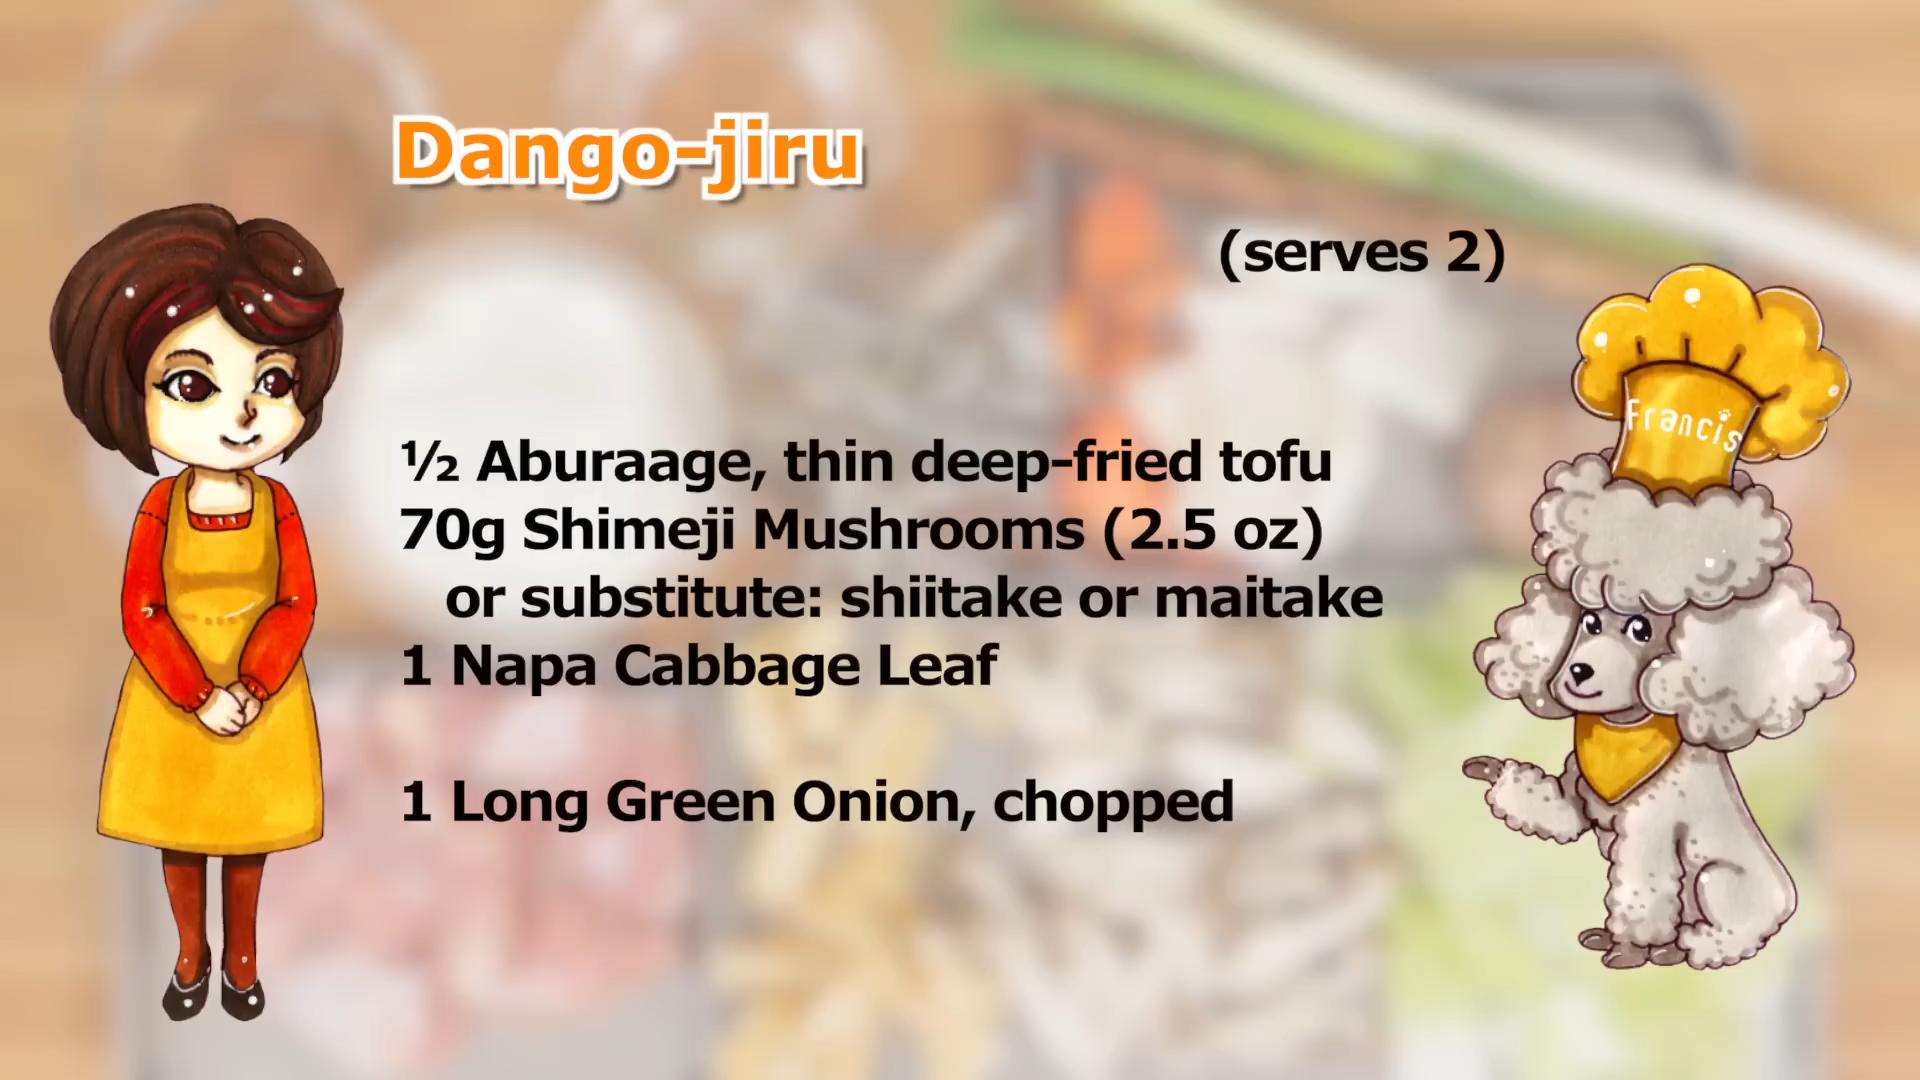 Dango-jiru
(serves 2)
Francis
½ Aburaage, thin deep-fried tofu
70g Shimeji Mushrooms (2.5 oz)
or substitute: shiitake or maitake
1 Napa Cabbage Leaf
1 Long Green Onion, chopped